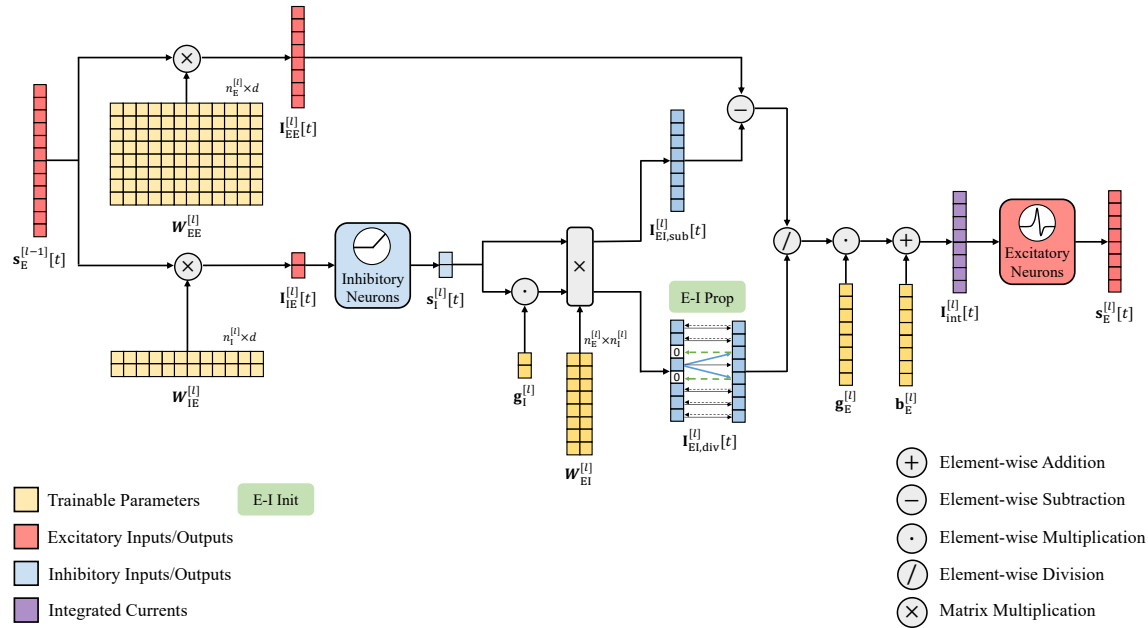 n_E^[l]×d
I_EE^[l][t]
W_EE^[l]
s_E^[l-1][t]
I_EI,sub^[l][t]
Inhibitory
Neurons
I_IE^[l][t]
s_I^[l][t]
n_I^[l]×d
W_IE^[l]
g_I^[l]
n_E^[l]×n_I^[l]
W_EI^[l]
E-I Prop
0
0
I_EI,div^[l][t]
g_E^[l]
b_E^[l]
I_int^[l][t]
Excitatory
Neurons
s_E^[l][t]
Trainable Parameters
E-I Init
Excitatory Inputs/Outputs
Inhibitory Inputs/Outputs
Integrated Currents
+ Element-wise Addition
− Element-wise Subtraction
· Element-wise Multiplication
/ Element-wise Division
× Matrix Multiplication